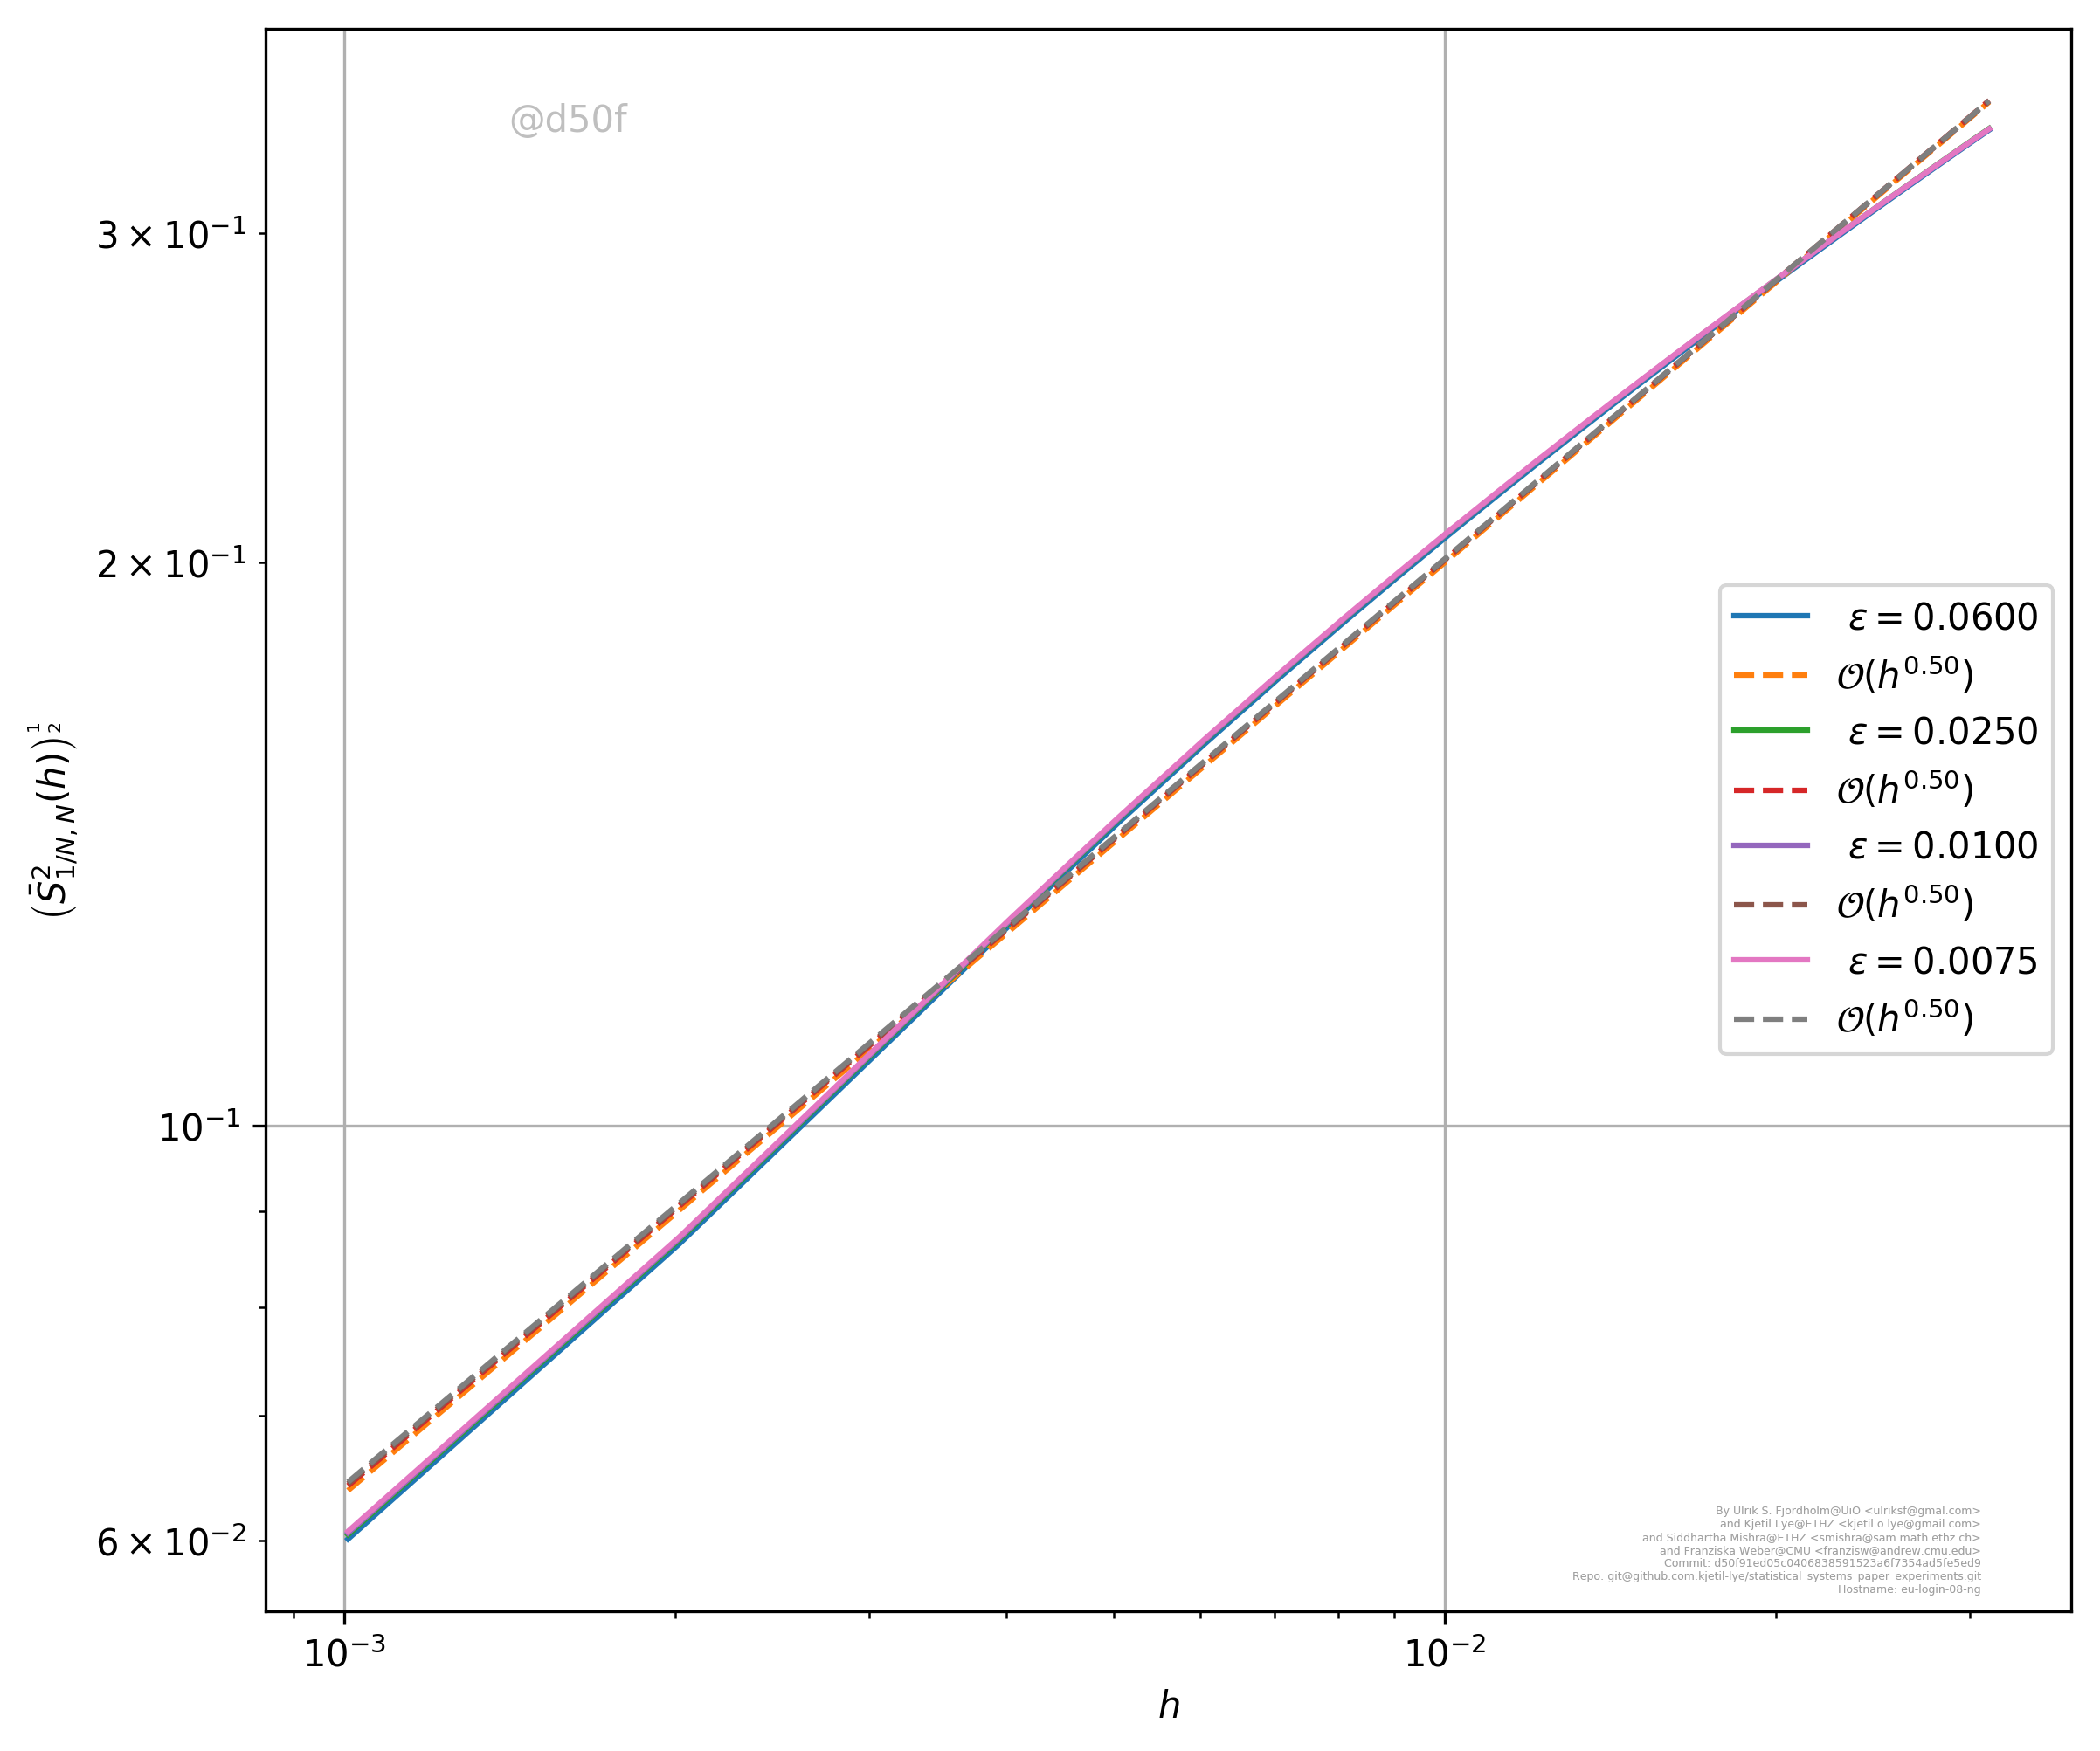 @d50f
3 × 10⁻¹
2 × 10⁻¹
10⁻¹
6 × 10⁻²
(S̄²₁/N, N(h))^½
ε = 0.0600
𝒪(h^0.50)
ε = 0.0250
𝒪(h^0.50)
ε = 0.0100
𝒪(h^0.50)
ε = 0.0075
𝒪(h^0.50)
By Ulrik S. Fjordholm@UiO <ulriksf@gmal.com>
and Kjetil Lye@ETHZ <kjetil.o.lye@gmail.com>
and Siddhartha Mishra@ETHZ <smishra@sam.math.ethz.ch>
and Franziska Weber@CMU <franzisw@andrew.cmu.edu>
Commit: d50f91ed05c0406838591523a6f7354ad5fe5ed9
Repo: git@github.com:kjetil-lye/statistical_systems_paper_experiments.git
Hostname: eu-login-08-ng
10⁻³
10⁻²
h